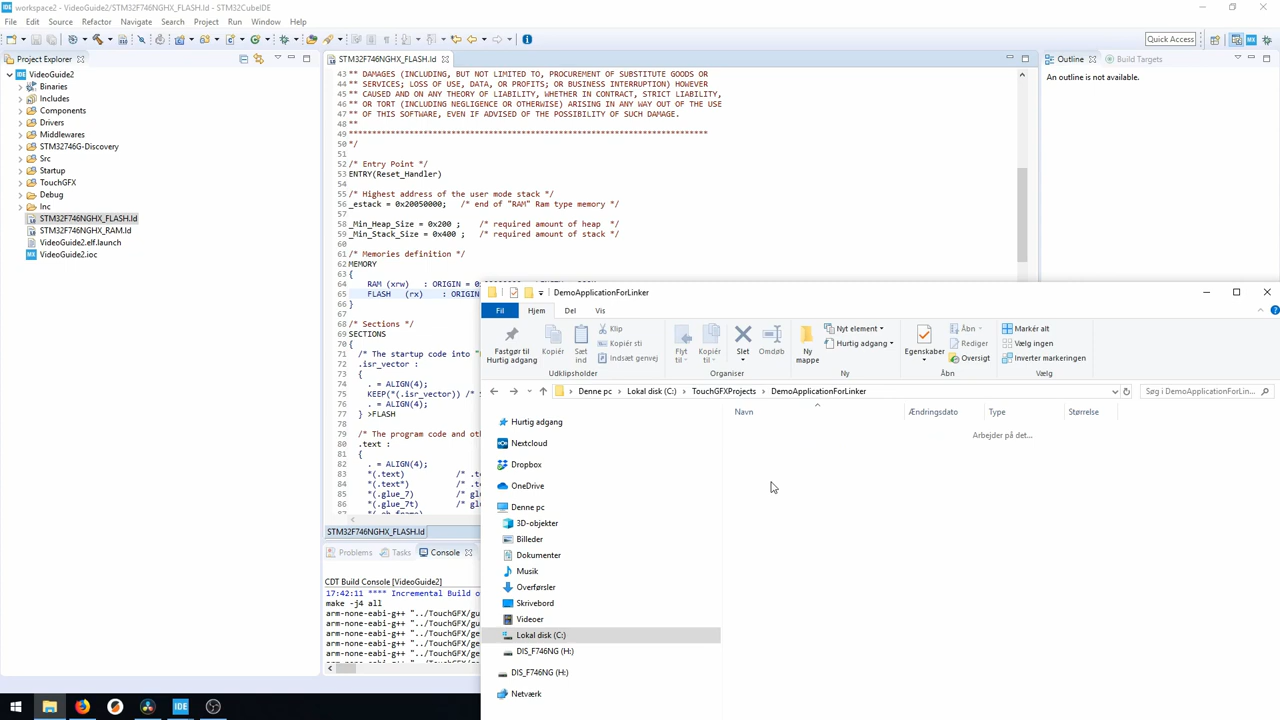 workspace2 - VideoGuide2/STM32F746NGHX_FLASH.ld - STM32CubeIDE
File Edit Source Refactor Navigate Search Project Run Window Help
Quick Access
Project Explorer
VideoGuide2
Binaries
Includes
Components
Drivers
Middlewares
STM32746G-Discovery
Src
Startup
TouchGFX
Debug
Inc
STM32F746NGHX_FLASH.ld
STM32F746NGHX_RAM.ld
VideoGuide2.elf.launch
VideoGuide2.ioc
STM32F746NGHX_FLASH.ld
43 ** DAMAGES (INCLUDING, BUT NOT LIMITED TO, PROCUREMENT OF SUBSTITUTE GOODS OR
44 ** SERVICES; LOSS OF USE, DATA, OR PROFITS; OR BUSINESS INTERRUPTION) HOWEVER
45 ** CAUSED AND ON ANY THEORY OF LIABILITY, WHETHER IN CONTRACT, STRICT LIABILITY,
46 ** OR TORT (INCLUDING NEGLIGENCE OR OTHERWISE) ARISING IN ANY WAY OUT OF THE USE
47 ** OF THIS SOFTWARE, EVEN IF ADVISED OF THE POSSIBILITY OF SUCH DAMAGE.
48 **
49 *****************************************************************************
50 */
51
52 /* Entry Point */
53 ENTRY(Reset_Handler)
54
55 /* Highest address of the user mode stack */
56 _estack = 0x20050000; /* end of "RAM" Ram type memory */
57
58 _Min_Heap_Size = 0x200 ; /* required amount of heap */
59 _Min_Stack_Size = 0x400 ; /* required amount of stack */
60
61 /* Memories definition */
62 MEMORY
63 {
64 RAM (xrw) : ORIGIN = 0
65 FLASH (rx) : ORIGIN
66 }
67
68 /* Sections */
69 SECTIONS
70 {
71 /* The startup code into "
72 .isr_vector :
73 {
74 . = ALIGN(4);
75 KEEP(*(.isr_vector)) /*
76 . = ALIGN(4);
77 } >FLASH
78
79 /* The program code and ot
80 .text :
81 {
82 . = ALIGN(4);
83 *(.text) /* .t
84 *(.text*) /* .t
85 *(.glue_7) /* gl
86 *(.glue_7t) /* gl
87
STM32F746NGHX_FLASH.ld
Problems Tasks Console
CDT Build Console [VideoGuide2]
17:42:11 **** Incremental Build o
make -j4 all
arm-none-eabi-g++ "../TouchGFX/gu
arm-none-eabi-g++ "../TouchGFX/ge
arm-none-eabi-g++ "../TouchGFX/ge
arm-none-eabi-g++ "../TouchGFX/ge
Outline Build Targets
An outline is not available.
DemoApplicationForLinker
Fil Hjem Del Vis
Fastgør til Hurtig adgang
Kopiér
Sæt ind
Klip
Kopiér sti
Indsæt genvej
Udklipsholder
Flyt til
Kopiér til
Slet
Omdøb
Organiser
Ny mappe
Nyt element
Hurtig adgang
Ny
Egenskaber
Åbn
Rediger
Oversigt
Åbn
Markér alt
Vælg ingen
Inverter markeringen
Vælg
Denne pc > Lokal disk (C:) > TouchGFXProjects > DemoApplicationForLinker
Søg i DemoApplicationForLin...
Navn Ændringsdato Type Størrelse
Arbejder på det...
Hurtig adgang
Nextcloud
Dropbox
OneDrive
Denne pc
3D-objekter
Billeder
Dokumenter
Musik
Overførsler
Skrivebord
Videoer
Lokal disk (C:)
DIS_F746NG (H:)
DIS_F746NG (H:)
Netværk
IDE